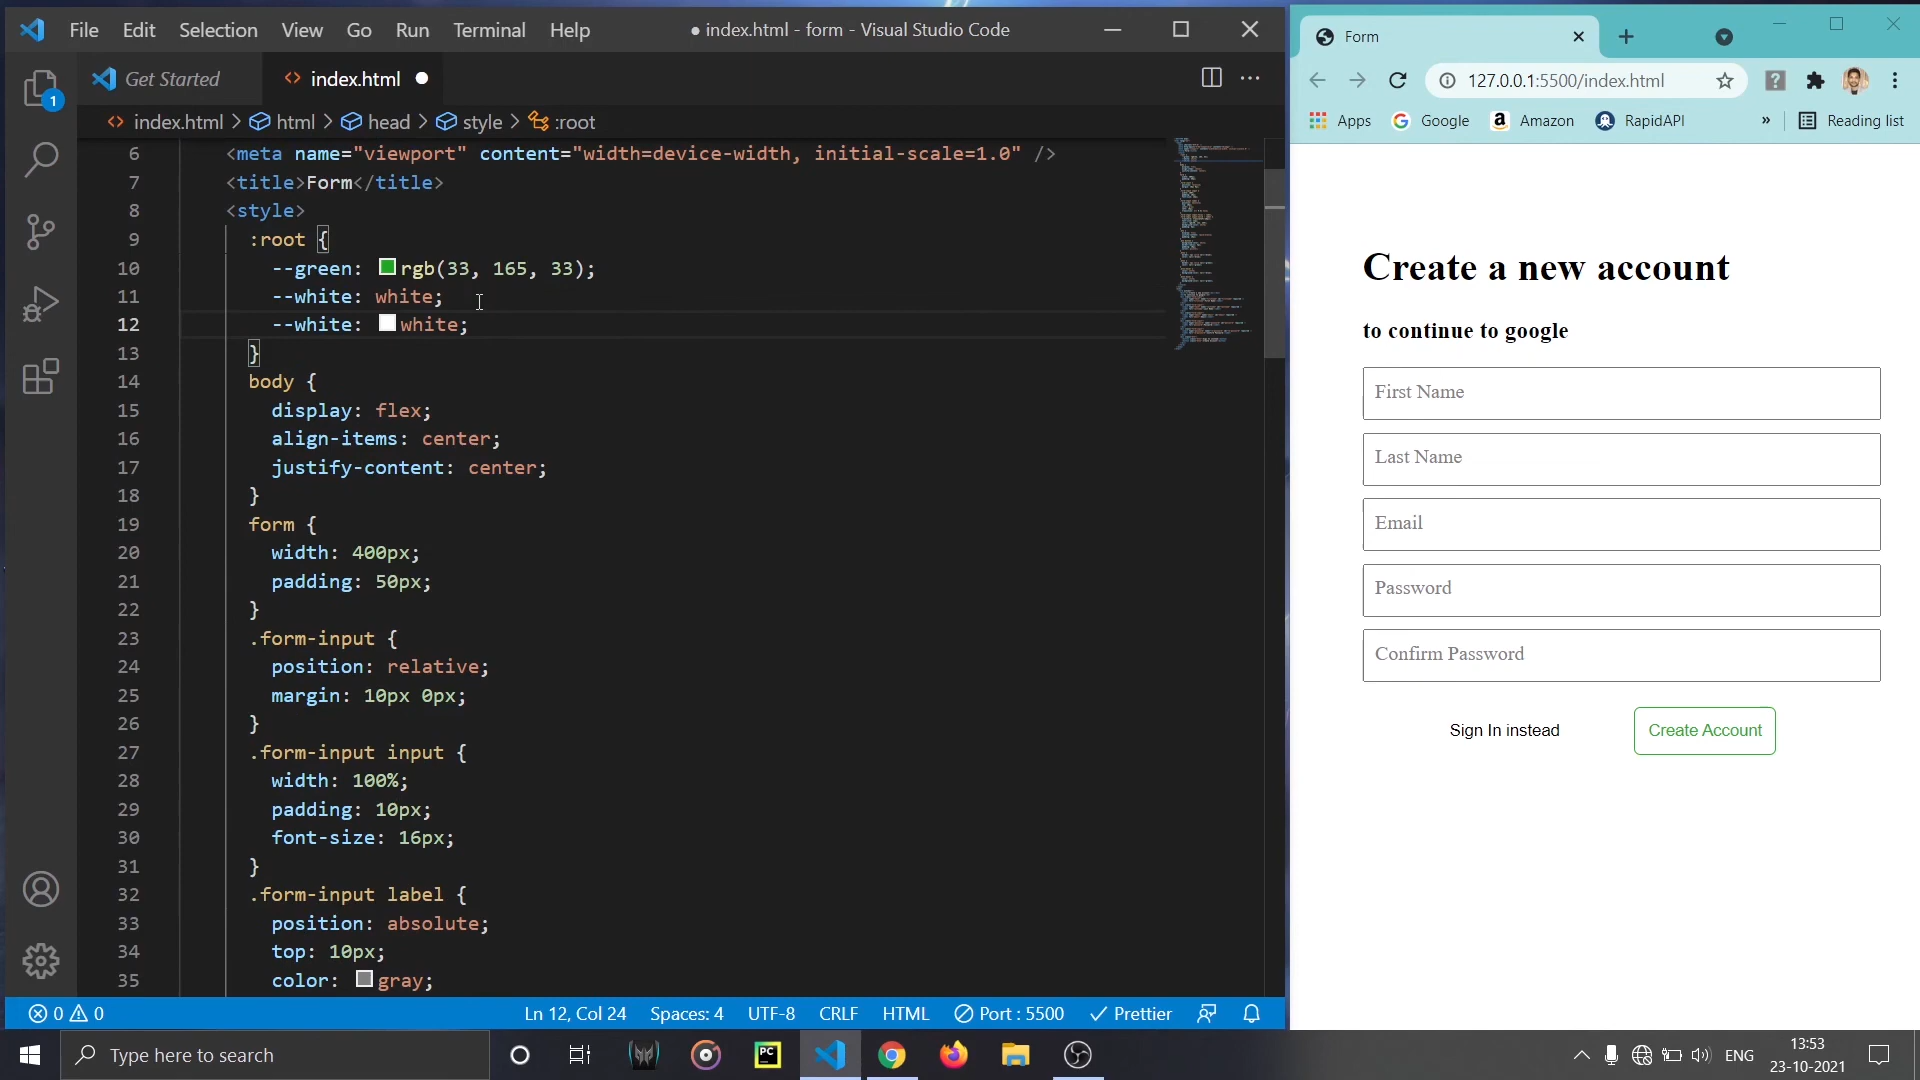 File Edit Selection View Go Run Terminal Help
● index.html - form - Visual Studio Code
Get Started
<> index.html ●
<> index.html > html > head > style > :root
6 <meta name="viewport" content="width=device-width, initial-scale=1.0" />
7 <title>Form</title>
8 <style>
9 :root {
10 --green: rgb(33, 165, 33);
11 --white: white;
12 --white: white;
13 }
14 body {
15 display: flex;
16 align-items: center;
17 justify-content: center;
18 }
19 form {
20 width: 400px;
21 padding: 50px;
22 }
23 .form-input {
24 position: relative;
25 margin: 10px 0px;
26 }
27 .form-input input {
28 width: 100%;
29 padding: 10px;
30 font-size: 16px;
31 }
32 .form-input label {
33 position: absolute;
34 top: 10px;
35 color: gray;
1
0 0
Ln 12, Col 24 Spaces: 4 UTF-8 CRLF HTML Port : 5500 Prettier
Form
127.0.0.1:5500/index.html
Apps Google Amazon RapidAPI » Reading list
Create a new account
to continue to google
First Name
Last Name
Email
Password
Confirm Password
Sign In instead Create Account
Type here to search
PC
ENG
13:53
23-10-2021